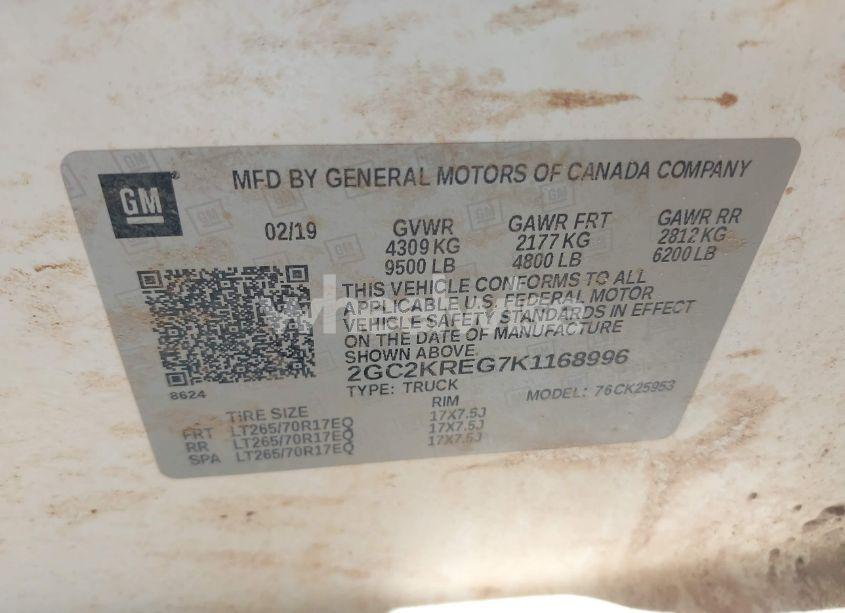 GM
MFD BY GENERAL MOTORS OF CANADA COMPANY
02/19 GVWR GAWR FRT GAWR RR
4309 KG 2177 KG 2812 KG
9500 LB 4800 LB 6200 LB
THIS VEHICLE CONFORMS TO ALL
APPLICABLE U.S. FEDERAL MOTOR
VEHICLE SAFETY STANDARDS IN EFFECT
ON THE DATE OF MANUFACTURE
SHOWN ABOVE.
2GC2KREG7K1168996
8624
TYPE: TRUCK MODEL: 76CK25953
TIRE SIZE RIM
FRT LT265/70R17EQ 17X7.5J
RR LT265/70R17EQ 17X7.5J
SPA LT265/70R17EQ 17X7.5J